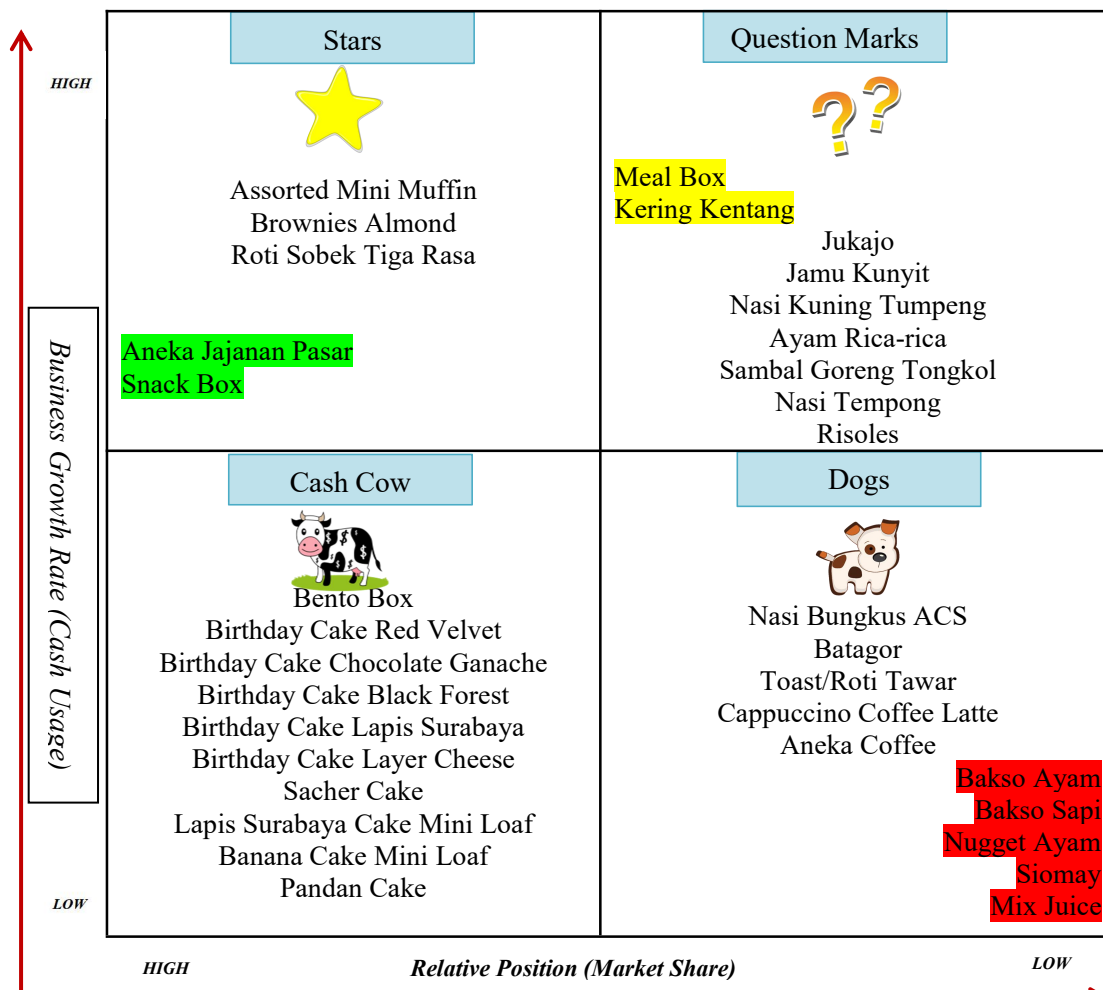 Stars
Question Marks
HIGH
? ?
Assorted Mini Muffin
Brownies Almond
Roti Sobek Tiga Rasa
Aneka Jajanan Pasar
Snack Box
Meal Box
Kering Kentang
Jukajo
Jamu Kunyit
Nasi Kuning Tumpeng
Ayam Rica-rica
Sambal Goreng Tongkol
Nasi Tempong
Risoles
Business Growth Rate (Cash Usage)
Cash Cow
Dogs
Bento Box
Birthday Cake Red Velvet
Birthday Cake Chocolate Ganache
Birthday Cake Black Forest
Birthday Cake Lapis Surabaya
Birthday Cake Layer Cheese
Sacher Cake
Lapis Surabaya Cake Mini Loaf
Banana Cake Mini Loaf
Pandan Cake
Nasi Bungkus ACS
Batagor
Toast/Roti Tawar
Cappuccino Coffee Latte
Aneka Coffee
Bakso Ayam
Bakso Sapi
Nugget Ayam
Siomay
Mix Juice
LOW
HIGH
Relative Position (Market Share)
LOW